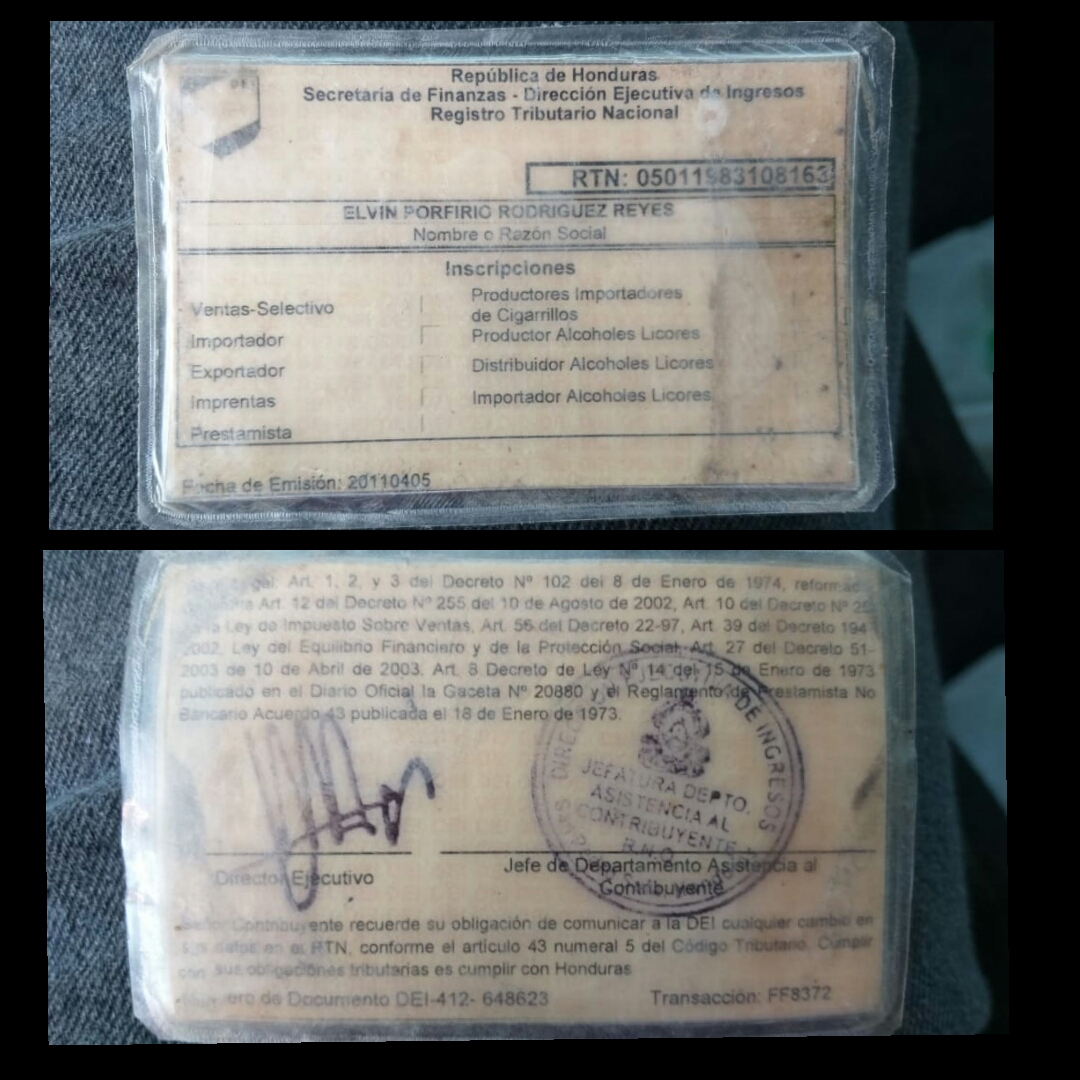 República de Honduras
Secretaría de Finanzas - Dirección Ejecutiva de Ingresos
Registro Tributario Nacional
RTN: 05011983108163
ELVIN PORFIRIO RODRIGUEZ REYES
Nombre o Razón Social
Inscripciones
Ventas-Selectivo
Productores Importadores
de Cigarrillos
Importador
Productor Alcoholes Licores
Exportador
Distribuidor Alcoholes Licores
Imprentas
Importador Alcoholes Licores
Prestamista
Fecha de Emisión: 20110405
Art. 1, 2, y 3 del Decreto Nº 102 del 8 de Enero de 1974,
Art. 12 del Decreto Nº 255 del 10 de Agosto de 2002, Art. 10 del Decreto Nº
la Ley de Impuesto Sobre Ventas, Art. 56 del Decreto 22-97, Art. 39 del Decreto 194-
2002, Ley del Equilibrio Financiero y de la Protección Social, Art. 27 del Decreto 51-
2003 de 10 de Abril de 2003, Art. 8 Decreto de Ley Nº 14 del 15 de Enero de 1973
publicado en el Diario Oficial la Gaceta Nº 20880 y el Reglamento de Prestamista No
Bancario Acuerdo 43 publicada el 18 de Enero de 1973.
DE INGRESOS
JEFATURA DEPTO.
ASISTENCIA AL
CONTRIBUYENTE
Director Ejecutivo
Jefe de Departamento Asistencia al
Contribuyente
Señor Contribuyente recuerde su obligación de comunicar a la DEI cualquier cambio en
sus datos en el RTN, conforme el articulo 43 numeral 5 del Código Tributario. Cumplir
con sus obligaciones tributarias es cumplir con Honduras
de Documento DEI-412- 648623
Transacción: FF8372